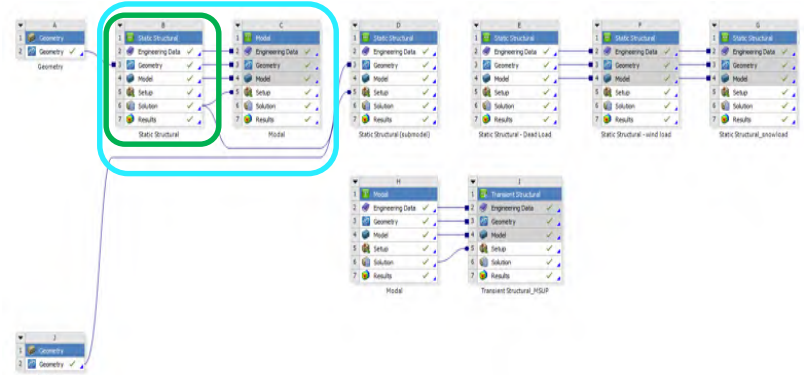 A
1 Geometry
2 Geometry
Geometry
B
1 Static Structural
2 Engineering Data
3 Geometry
4 Model
5 Setup
6 Solution
7 Results
Static Structural
C
1 Modal
2 Engineering Data
3 Geometry
4 Model
5 Setup
6 Solution
7 Results
Modal
D
1 Static Structural
2 Engineering Data
3 Geometry
4 Model
5 Setup
6 Solution
7 Results
Static Structural (submodel)
E
1 Static Structural
2 Engineering Data
3 Geometry
4 Model
5 Setup
6 Solution
7 Results
Static Structural - Dead Load
F
1 Static Structural
2 Engineering Data
3 Geometry
4 Model
5 Setup
6 Solution
7 Results
Static Structural - wind load
G
1 Static Structural
2 Engineering Data
3 Geometry
4 Model
5 Setup
6 Solution
7 Results
Static Structural_snowload
H
1 Modal
2 Engineering Data
3 Geometry
4 Model
5 Setup
6 Solution
7 Results
Modal
I
1 Transient Structural
2 Engineering Data
3 Geometry
4 Model
5 Setup
6 Solution
7 Results
Transient Structural_MSUP
J
1 Geometry
2 Geometry